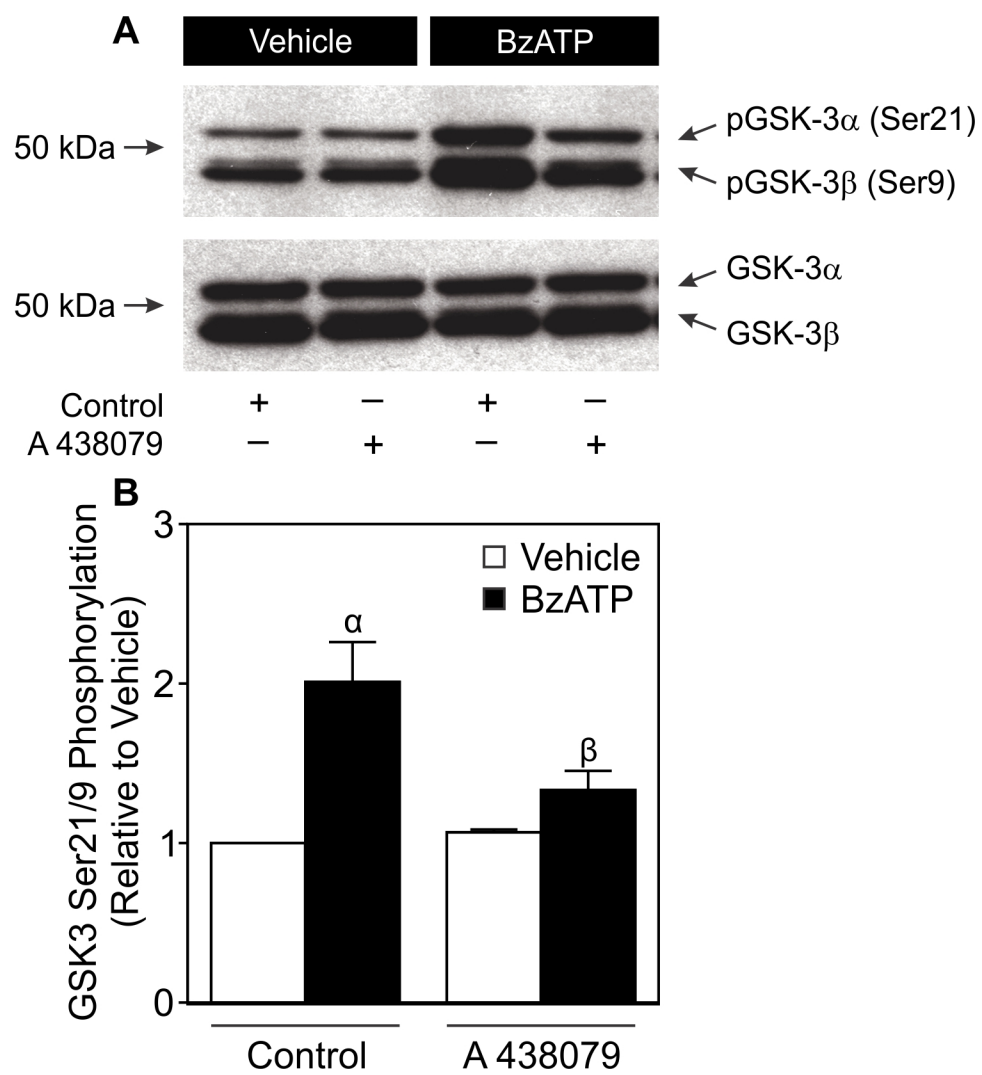 A
Vehicle BzATP
50 kDa
pGSK-3α (Ser21)
pGSK-3β (Ser9)
50 kDa
GSK-3α
GSK-3β
Control + − + −
A 438079 − + − +
B
GSK3 Ser21/9 Phosphorylation
(Relative to Vehicle)
3
2
1
0
Vehicle
BzATP
α
β
Control A 438079